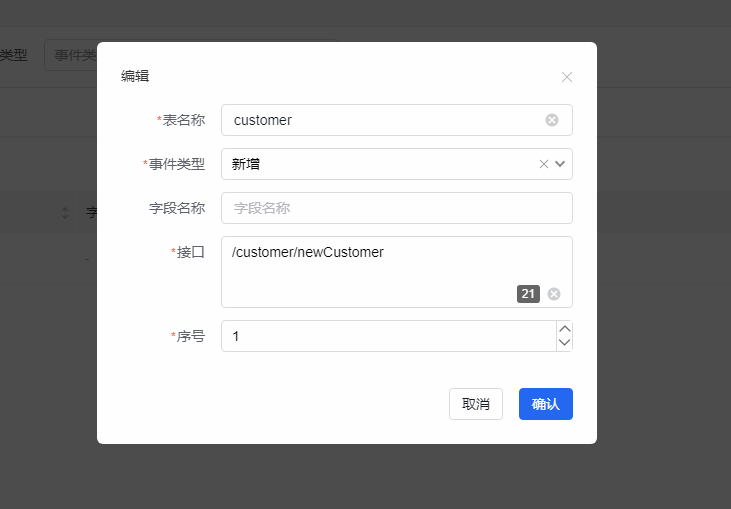 类型
事件类
编辑
*表名称
customer
*事件类型
新增
字段名称
字段名称
*接口
/customer/newCustomer
21
*序号
1
取消
确认
-